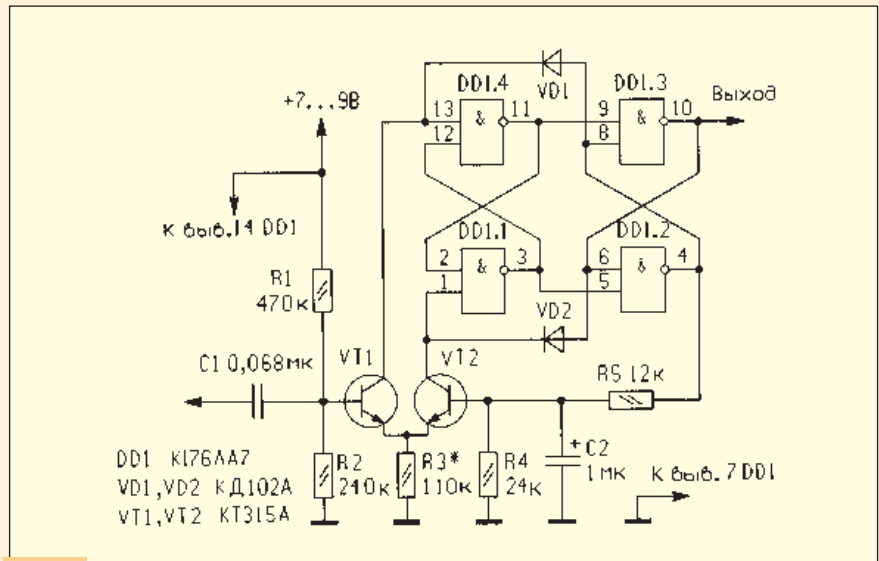 +7...9В
К выв.14 DD1
R1
470к
C1 0,068мк
VT1
VT2
R2
240к
R3*
110к
R4
24к
C2
+
1мк
R5 12к
К выв.7 DD1
DD1.4
13
12
&
11
VD1
DD1.3
9
8
&
10
Выход
DD1.1
2
1
&
3
DD1.2
6
5
&
4
VD2
DD1 К176ЛА7
VD1,VD2 КД102А
VT1,VT2 КТ315А